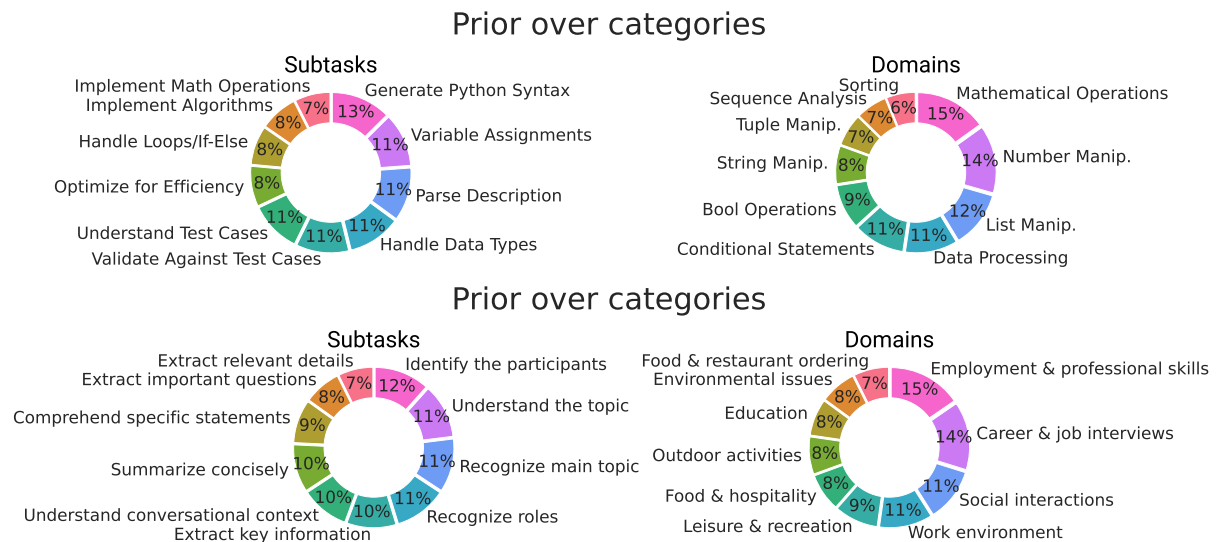 Prior over categories
Subtasks
Implement Math Operations
7%
13%
Generate Python Syntax
Implement Algorithms
8%
11%
Variable Assignments
Handle Loops/If-Else
8%
Optimize for Efficiency
8%
11%
Parse Description
Understand Test Cases
11%
11%
Handle Data Types
Validate Against Test Cases
11%
Domains
Sorting
6%
15%
Mathematical Operations
Sequence Analysis
7%
Tuple Manip.
7%
14%
Number Manip.
String Manip.
8%
Bool Operations
9%
12%
List Manip.
Conditional Statements
11%
11%
Data Processing
Prior over categories
Subtasks
Extract relevant details
7%
12%
Identify the participants
Extract important questions
8%
11%
Understand the topic
Comprehend specific statements
9%
Summarize concisely
10%
11%
Recognize main topic
Understand conversational context
10%
11%
Recognize roles
Extract key information
10%
Domains
Food & restaurant ordering
7%
15%
Employment & professional skills
Environmental issues
8%
Education
8%
14%
Career & job interviews
Outdoor activities
8%
Food & hospitality
8%
11%
Social interactions
Leisure & recreation
9%
11%
Work environment